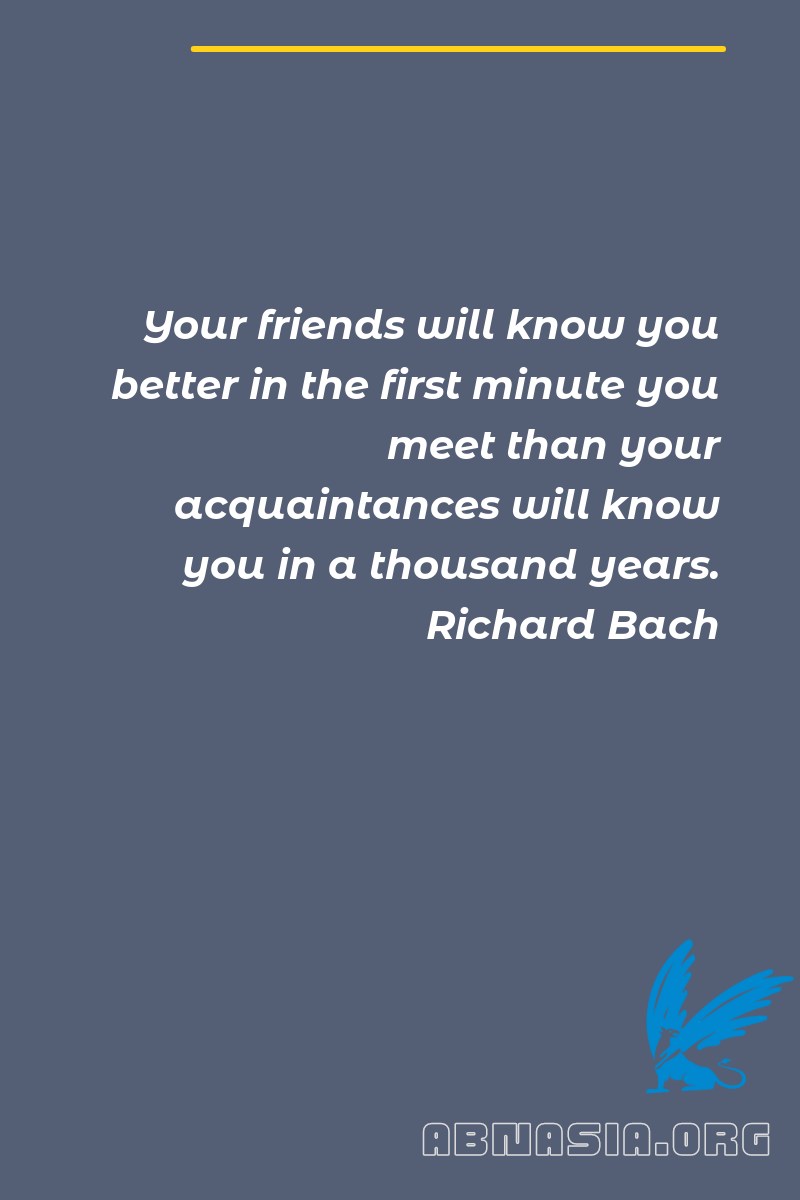 Your friends will know you
better in the first minute you
meet than your
acquaintances will know
you in a thousand years.
Richard Bach
ABNASIA.ORG